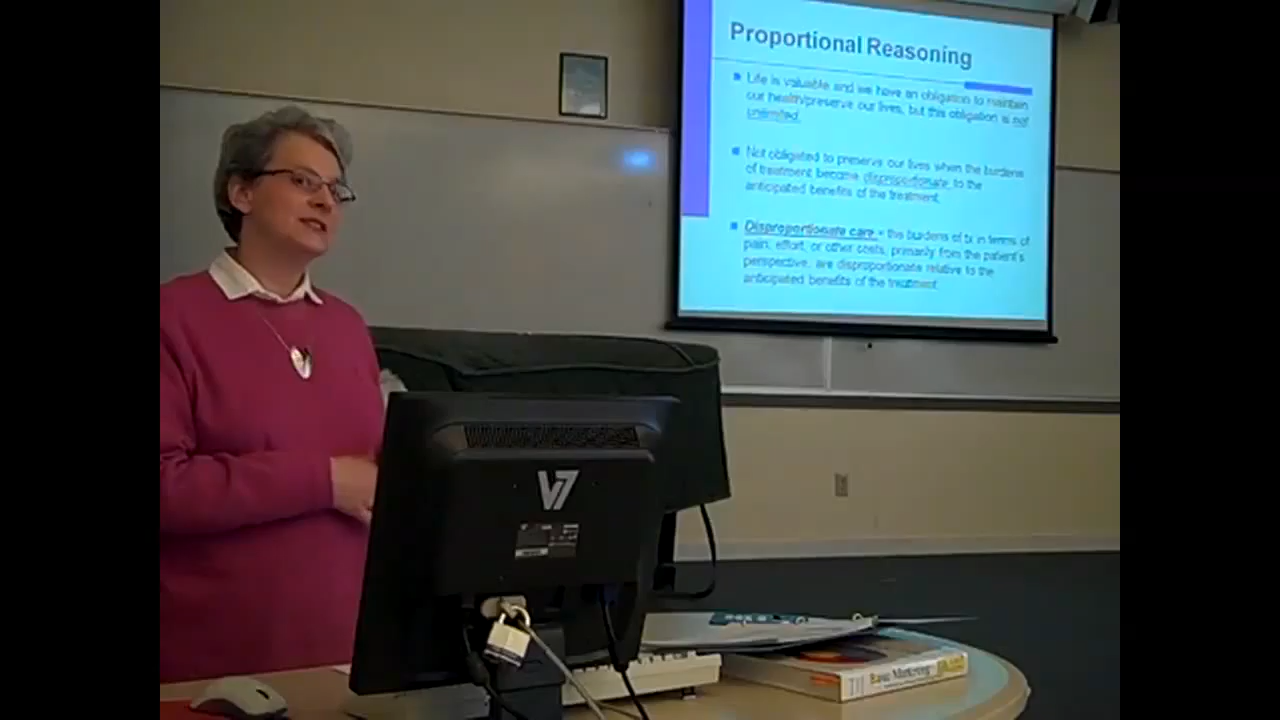 Proportional Reasoning
Life is valuable and we have an obligation to maintain
our health/preserve our lives, but this obligation is not
unlimited.
Not obligated to preserve our lives when the burdens
of treatment become disproportionate to the
anticipated benefits of the treatment.
Disproportionate care - the burdens of tx in terms of
pain, effort, or other costs, primarily from the patient's
perspective, are disproportionate relative to the
anticipated benefits of the treatment.
V7
Basic Marketing